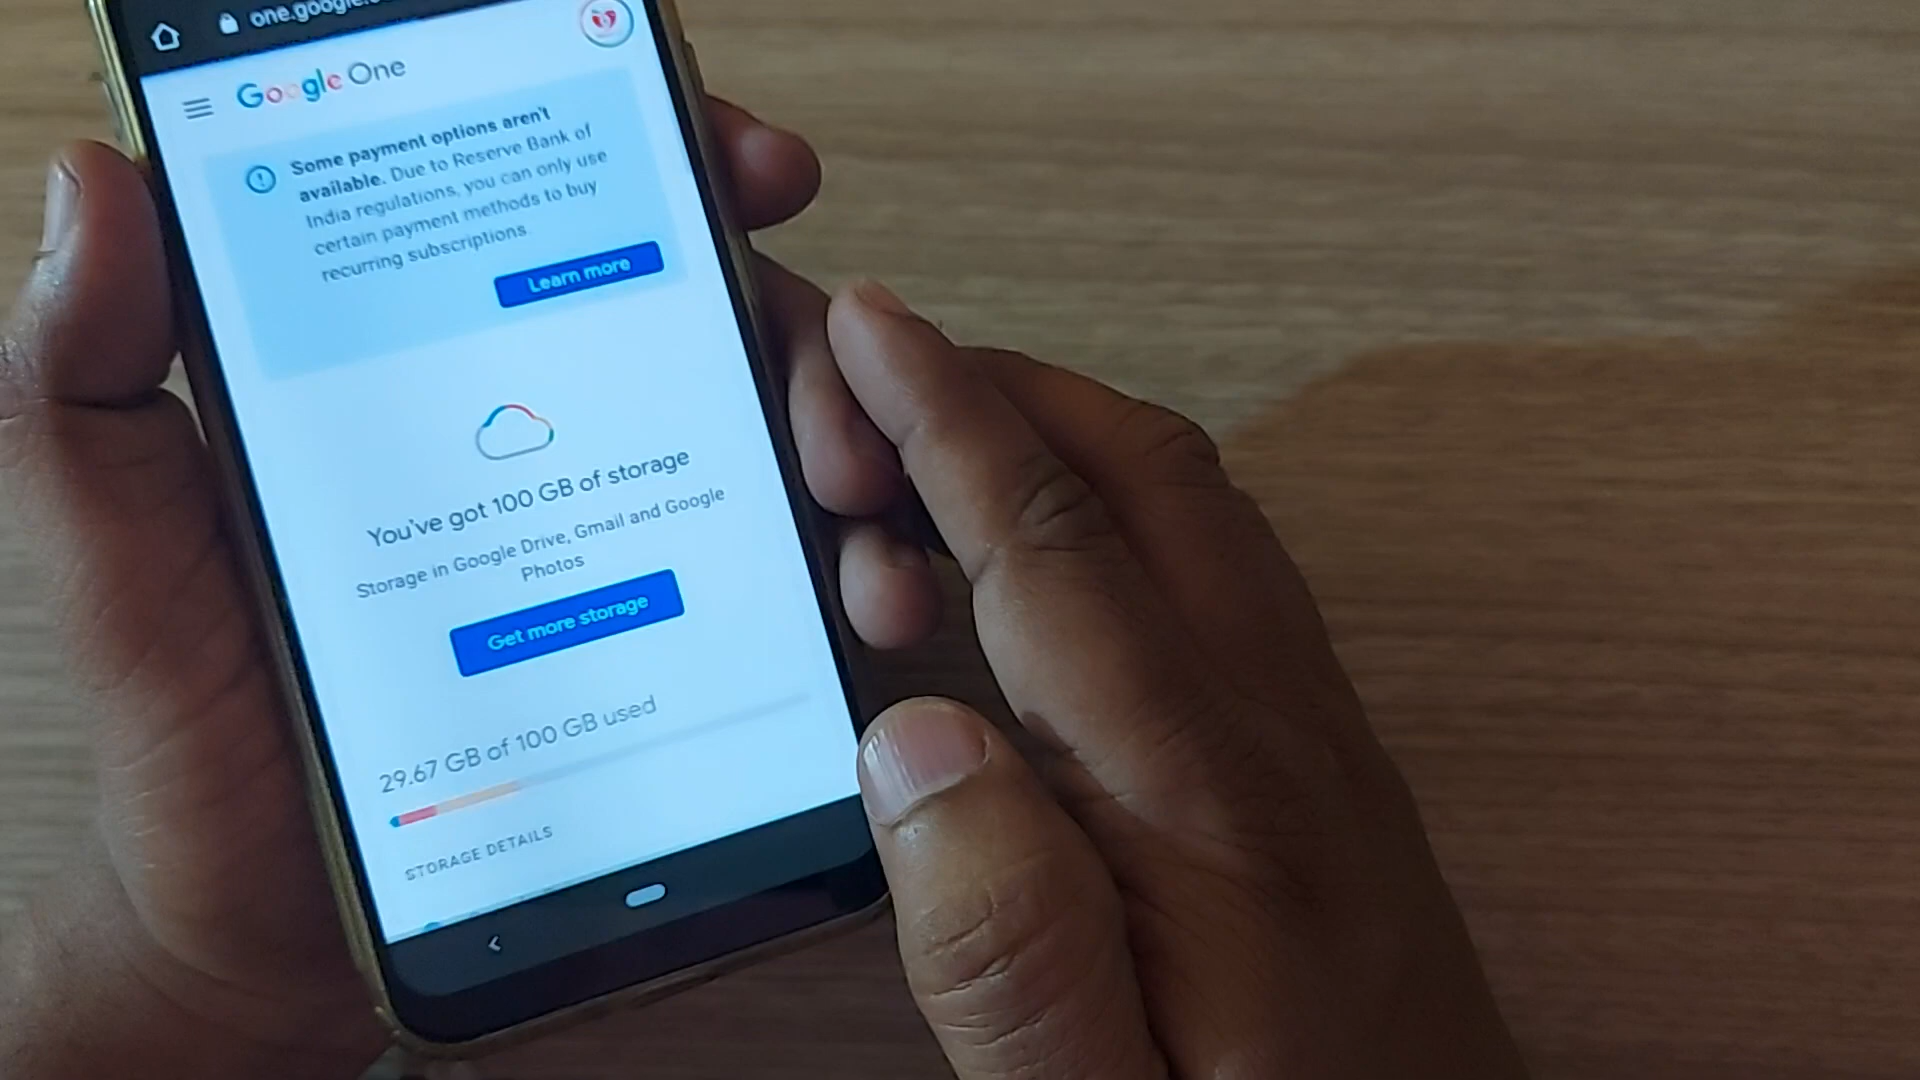 one.google.
Google One
Some payment options aren't
available. Due to Reserve Bank of
India regulations, you can only use
certain payment methods to buy
recurring subscriptions.
Learn more
You've got 100 GB of storage
Storage in Google Drive, Gmail and Google
Photos
Get more storage
29.67 GB of 100 GB used
STORAGE DETAILS